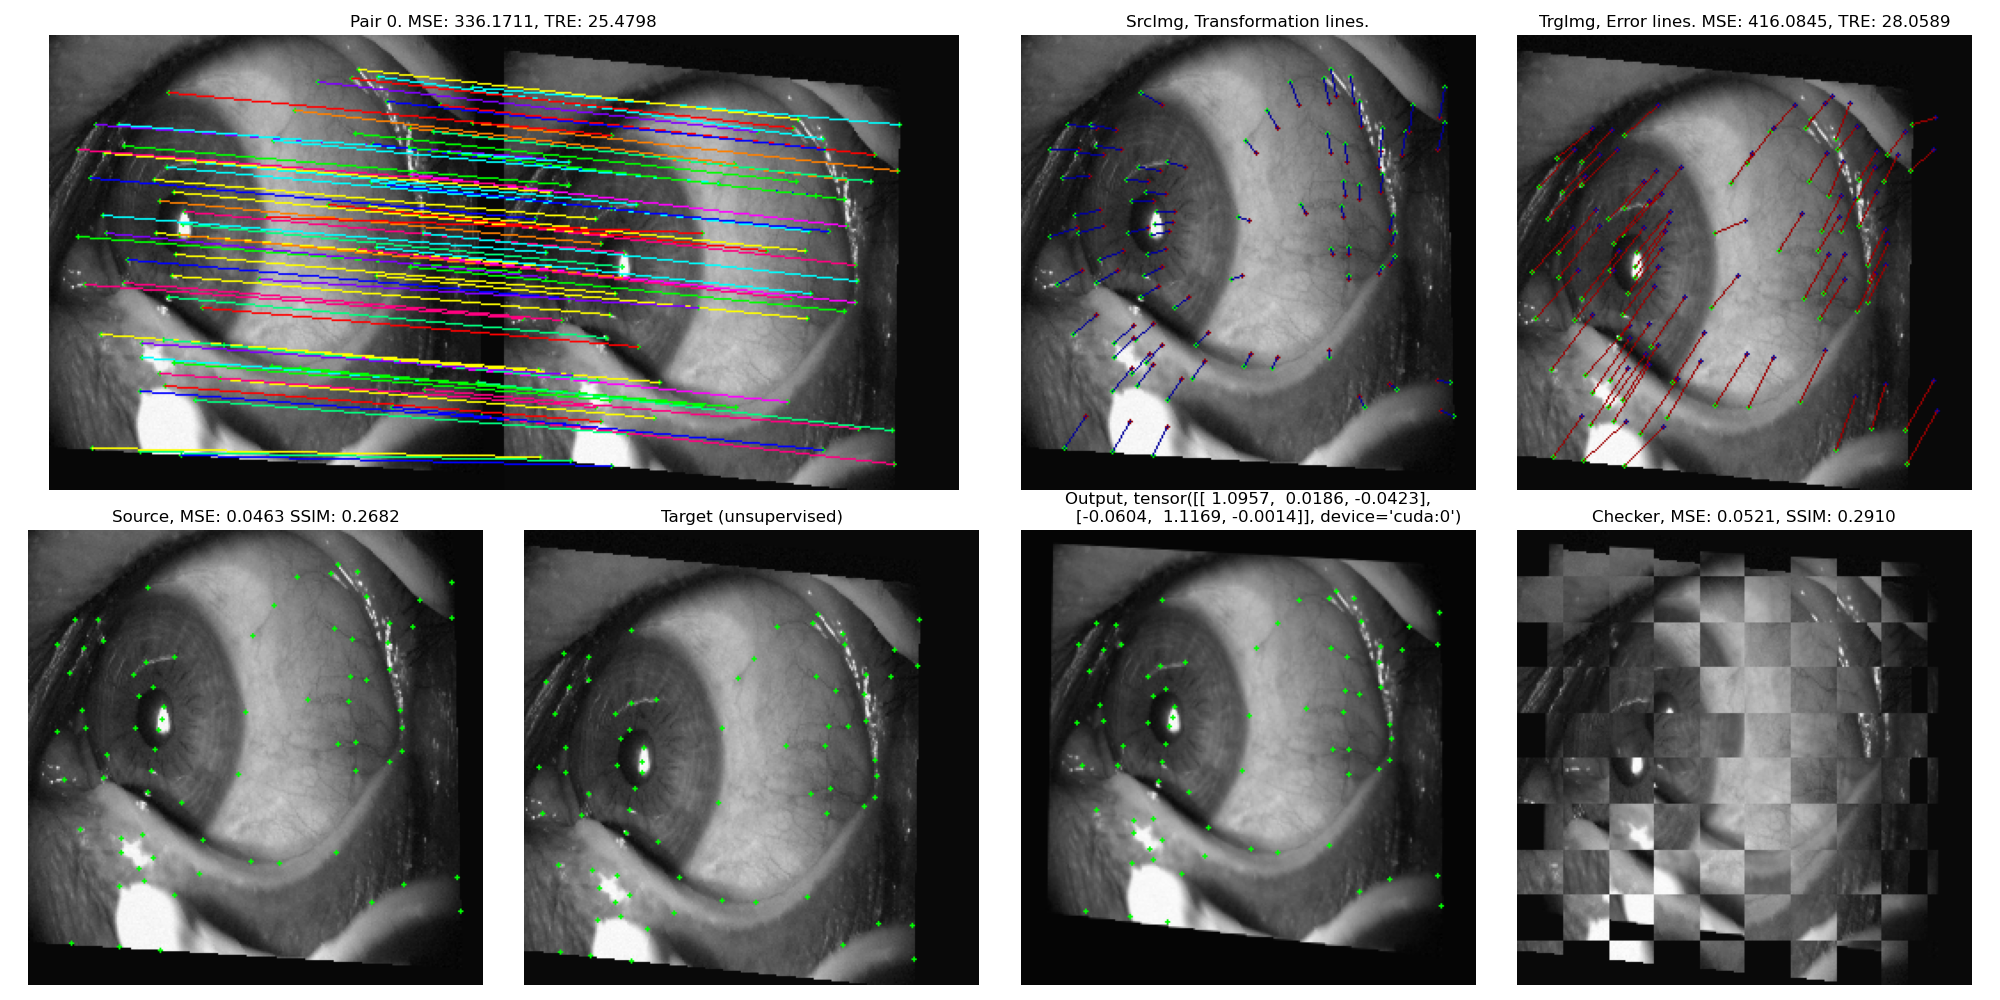 Pair 0. MSE: 336.1711, TRE: 25.4798
SrcImg, Transformation lines.
TrgImg, Error lines. MSE: 416.0845, TRE: 28.0589
Source, MSE: 0.0463 SSIM: 0.2682
Target (unsupervised)
Output, tensor([[ 1.0957,  0.0186, -0.0423],
[-0.0604,  1.1169, -0.0014]], device='cuda:0')
Checker, MSE: 0.0521, SSIM: 0.2910